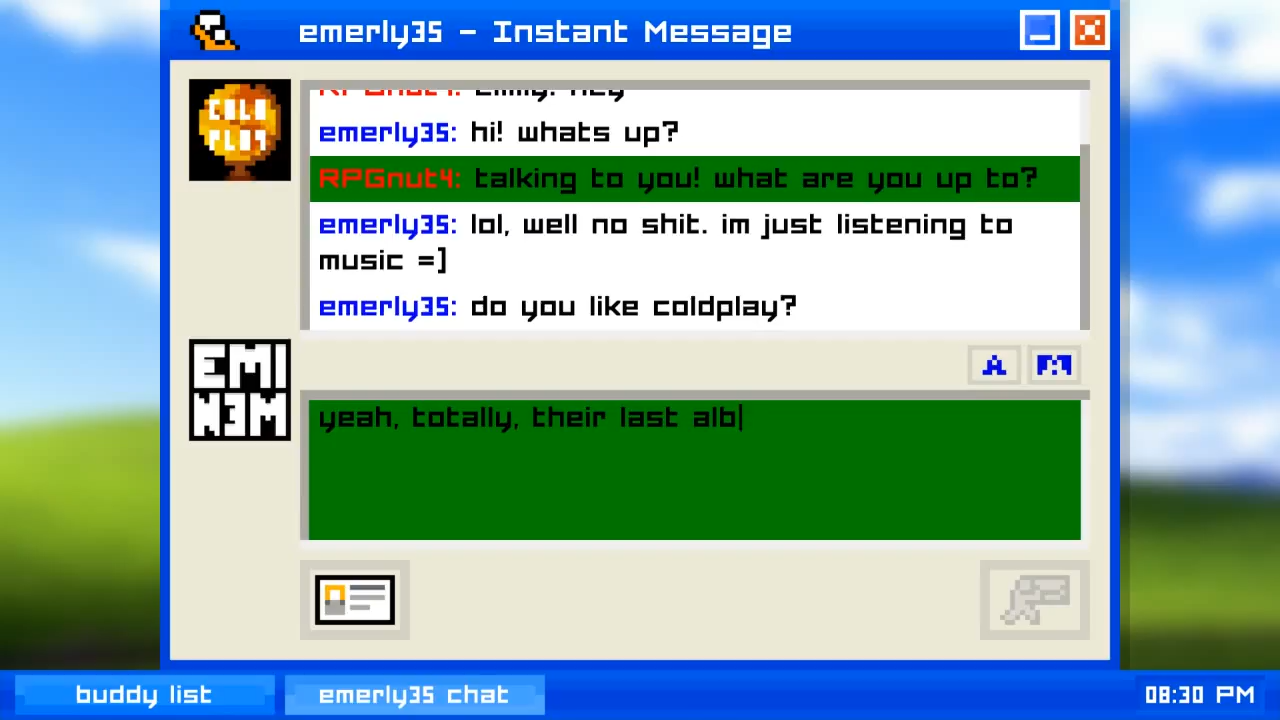 emerly35 - Instant Message
COLD
PLAY
emerly35: hi! whats up?
RPGnut4: talking to you! what are you up to?
emerly35: lol, well no shit. im just listening to
music =]
emerly35: do you like coldplay?
EMI
N3M
A
yeah, totally, their last alb
buddy list
emerly35 chat
08:30 PM